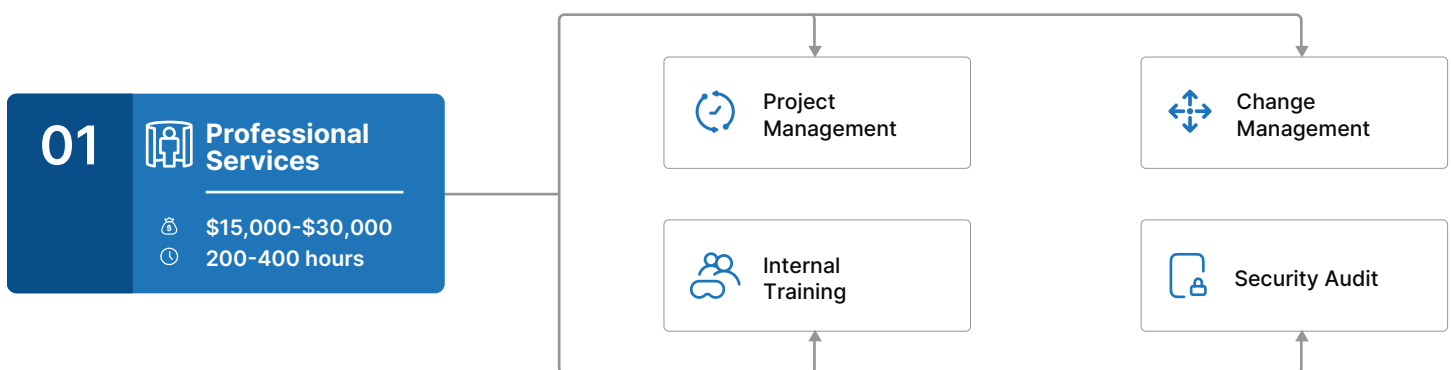 01
Professional
Services
$15,000-$30,000
200-400 hours
Project
Management
Change
Management
Internal
Training
Security Audit